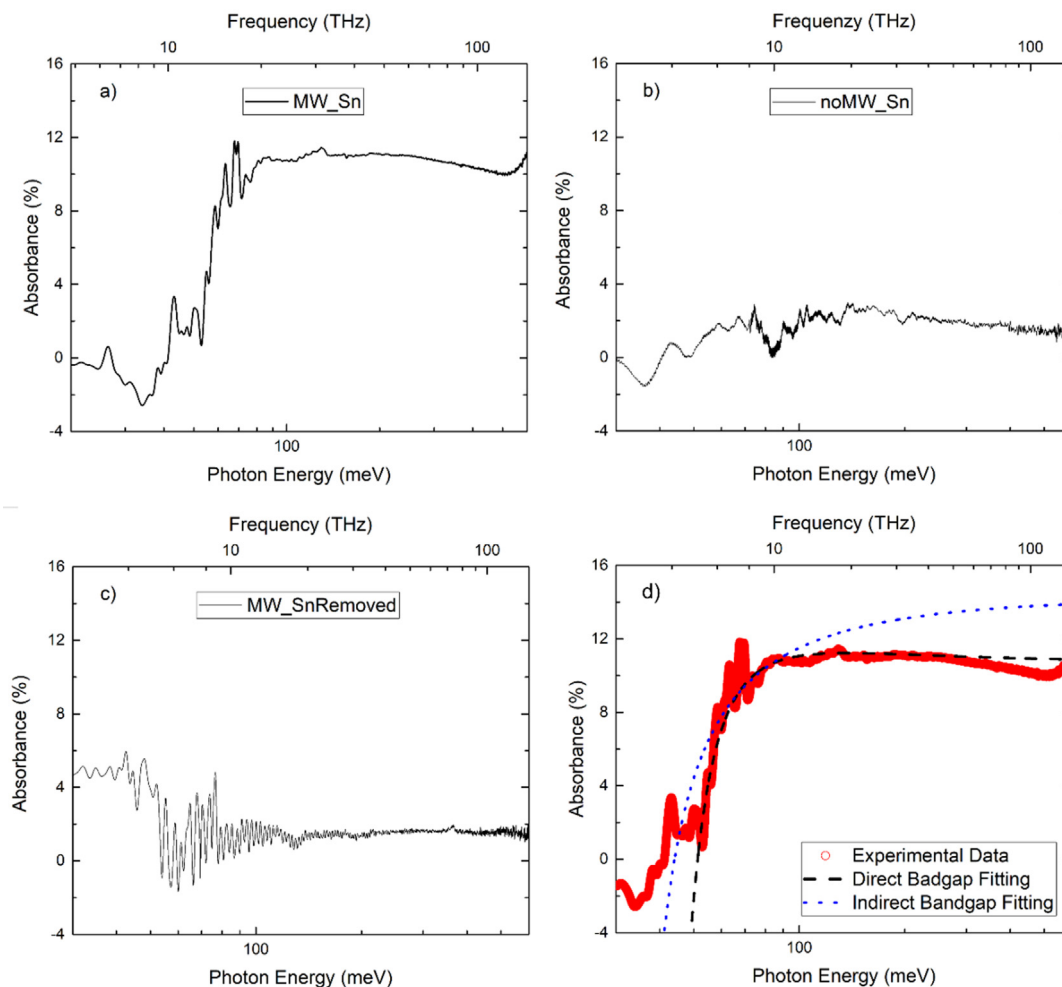 Frequency (THz)
10 100
a)
MW_Sn
16
12
8
4
0
-4
Absorbance (%)
100
Photon Energy (meV)
Frequenzy (THz)
10 100
b)
noMW_Sn
16
12
8
4
0
-4
Absorbance (%)
100
Photon Energy (meV)
Frequency (THz)
10 100
c)
MW_SnRemoved
16
12
8
4
0
-4
Absorbance (%)
100
Photon Energy (meV)
Frequency (THz)
10 100
d)
16
12
8
4
0
-4
Absorbance (%)
Experimental Data
Direct Badgap Fitting
Indirect Bandgap Fitting
100
Photon Energy (meV)